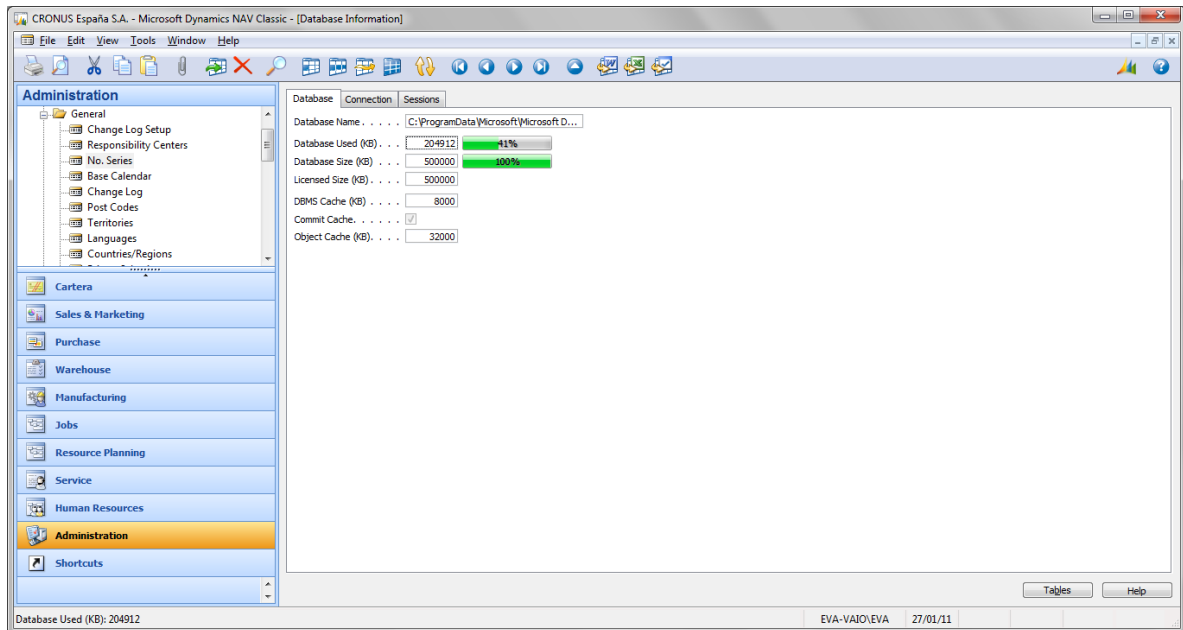 CRONUS España S.A. - Microsoft Dynamics NAV Classic - [Database Information]
File Edit View Tools Window Help
Administration
General
Change Log Setup
Responsibility Centers
No. Series
Base Calendar
Change Log
Post Codes
Territories
Languages
Countries/Regions
Cartera
Sales & Marketing
Purchase
Warehouse
Manufacturing
Jobs
Resource Planning
Service
Human Resources
Administration
Shortcuts
Database Connection Sessions
Database Name . . . . . C:\ProgramData\Microsoft\Microsoft D...
Database Used (KB) . . . 204912 41%
Database Size (KB) . . . 500000 100%
Licensed Size (KB) . . . . 500000
DBMS Cache (KB) . . . . 8000
Commit Cache. . . . . .
Object Cache (KB). . . . 32000
Tables Help
Database Used (KB): 204912 EVA-VAIO\EVA 27/01/11